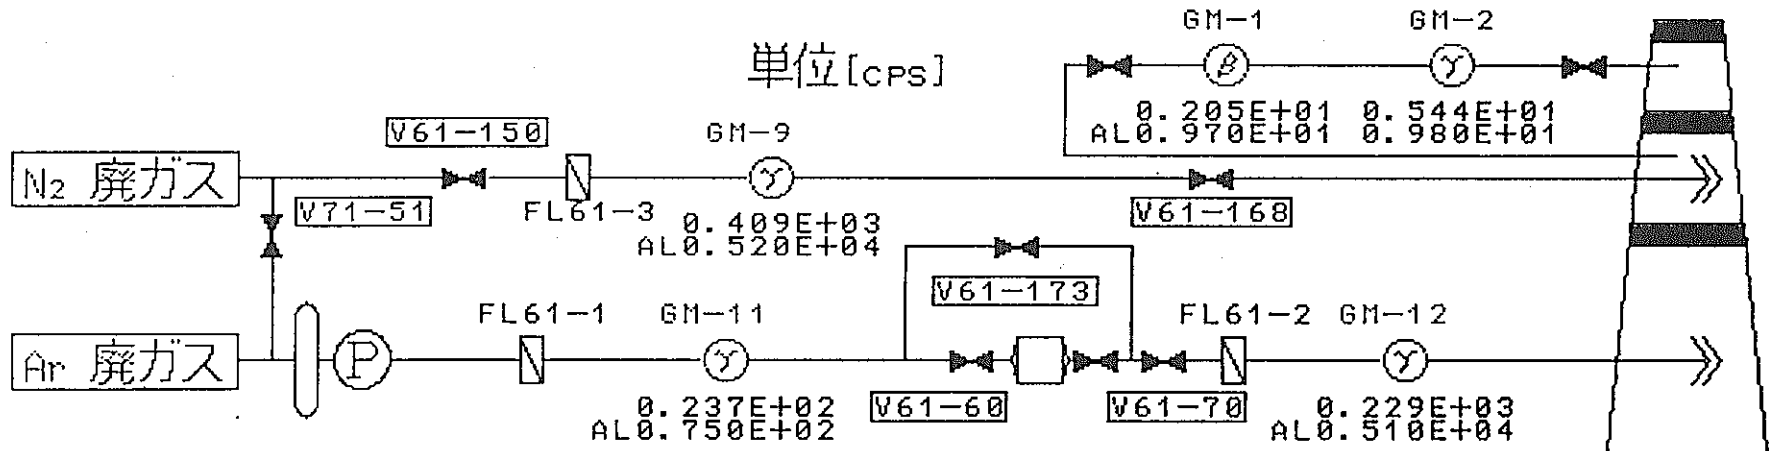 GM-1 GM-2
単位[CPS]
β γ
0.205E+01 0.544E+01
AL0.970E+01 0.980E+01
V61-150 GM-9
N2 廃ガス
γ
V71-51 FL61-3 V61-168
0.409E+03
AL0.520E+04
V61-173
FL61-1 GM-11 FL61-2 GM-12
Ar 廃ガス
P γ γ
V61-60 V61-70
0.237E+02 0.229E+03
AL0.750E+02 AL0.510E+04